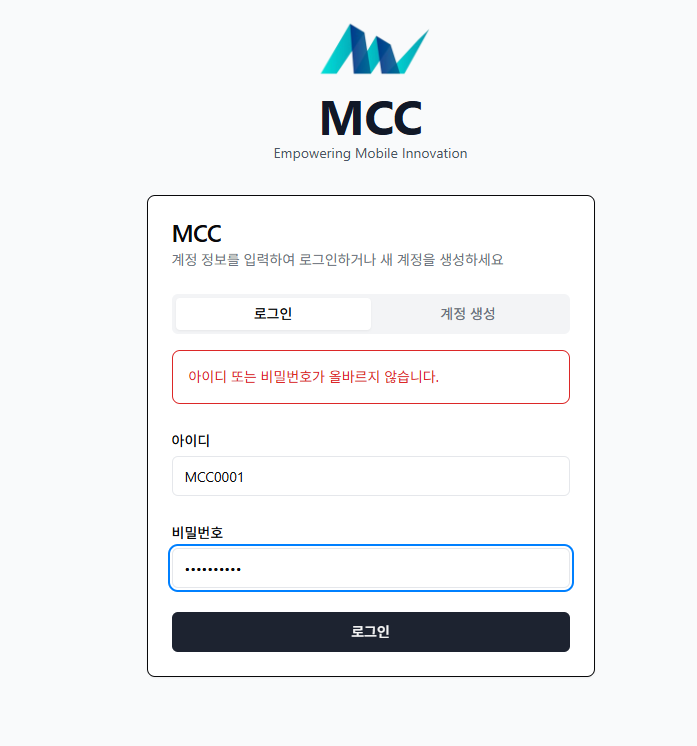 MCC
Empowering Mobile Innovation
MCC
계정 정보를 입력하여 로그인하거나 새 계정을 생성하세요
로그인
계정 생성
아이디 또는 비밀번호가 올바르지 않습니다.
아이디
MCC0001
비밀번호
••••••••••
로그인